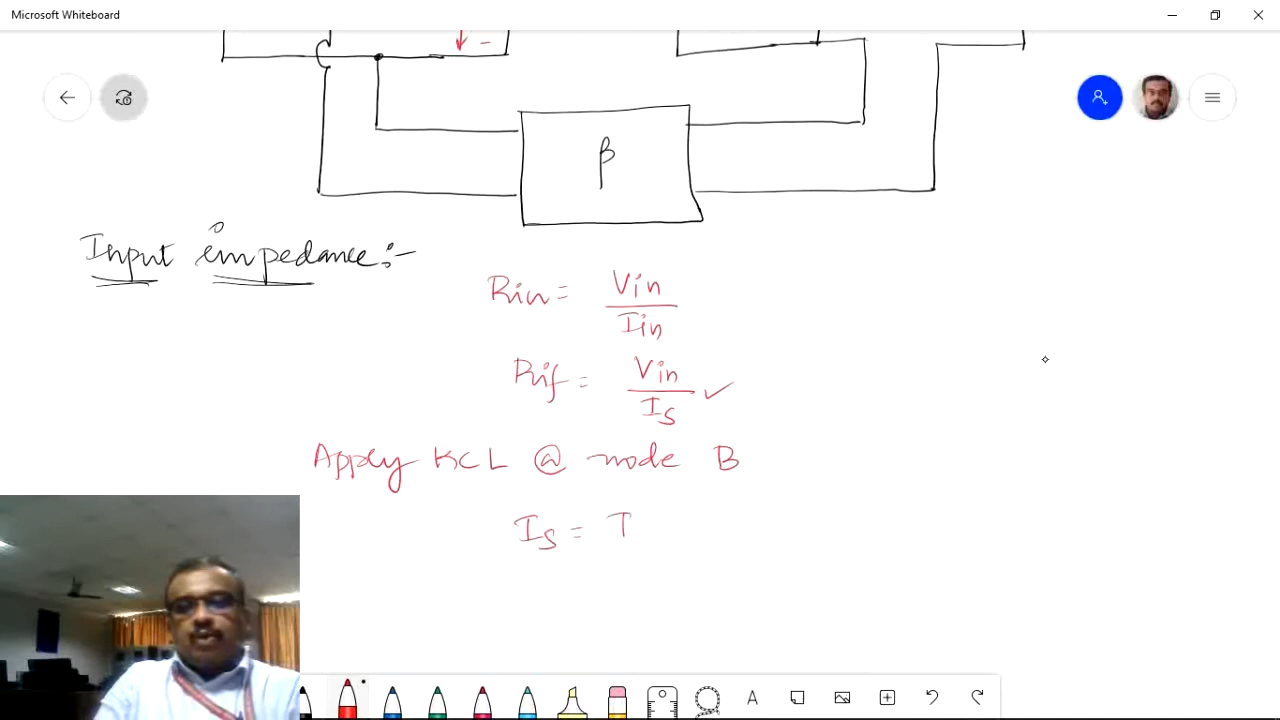 Microsoft Whiteboard
β
Input impedance:-
Rin = Vin
Iin
Rif = Vin
Is ✓
Apply KCL @ node B
Is = I
A